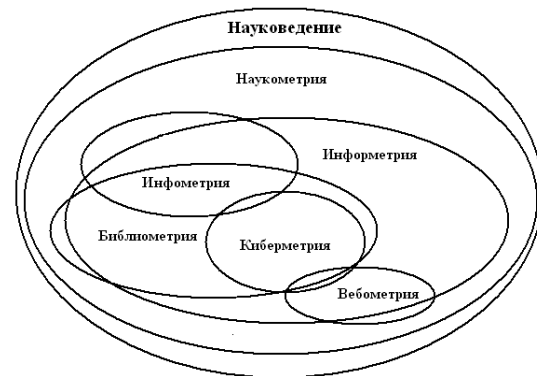 Науковедение
Наукометрия
Информетрия
Инфометрия
Библиометрия
Киберметрия
Вебометрия